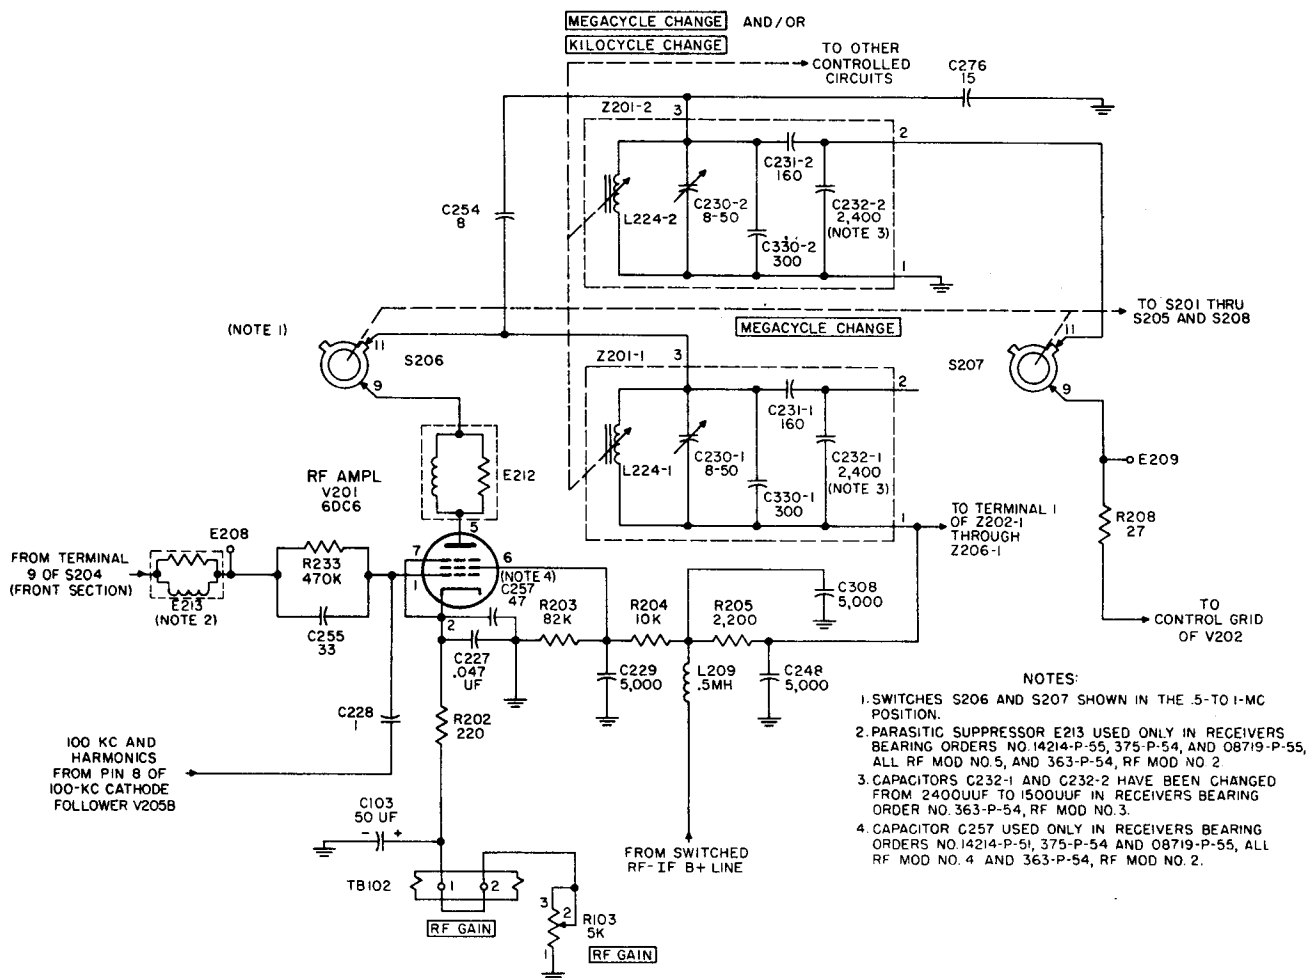 MEGACYCLE CHANGE AND/OR
KILOCYCLE CHANGE
TO OTHER
CONTROLLED
CIRCUITS
C276
15
Z201-2
3
2
C231-2
160
C254
8
L224-2
C230-2
8-50
C232-2
2,400
(NOTE 3)
C330-2
300
1
TO S201 THRU
S205 AND S208
(NOTE 1)
11
S206
9
MEGACYCLE CHANGE
3
Z201-1
11
S207
9
2
C231-1
160
L224-1
C230-1
8-50
C232-1
2,400
(NOTE 3)
C330-1
300
1
E212
RF AMPL
V201
6DC6
5
E209
R208
27
TO TERMINAL 1
OF Z202-1
THROUGH
Z206-1
E208
FROM TERMINAL
9 OF S204
(FRONT SECTION)
R233
470K
7
1
6
(NOTE 4)
C257
47
E213
(NOTE 2)
C255
33
2
R203
82K
R204
10K
R205
2,200
C308
5,000
TO
CONTROL GRID
OF V202
C227
.047
UF
C229
5,000
L209
.5MH
C248
5,000
C228
1
R202
220
100 KC AND
HARMONICS
FROM PIN 8 OF
100-KC CATHODE
FOLLOWER V205B
C103
50 UF
- +
FROM SWITCHED
RF-IF B+ LINE
TB102
1
2
RF GAIN
3
2
1
R103
5K
RF GAIN
NOTES:
1. SWITCHES S206 AND S207 SHOWN IN THE .5-TO 1-MC
POSITION.
2. PARASITIC SUPPRESSOR E213 USED ONLY IN RECEIVERS
BEARING ORDERS NO. 14214-P-55, 375-P-54, AND 08719-P-55,
ALL RF MOD NO. 5, AND 363-P-54, RF MOD NO. 2.
3. CAPACITORS C232-1 AND C232-2 HAVE BEEN CHANGED
FROM 2400UUF TO 1500UUF IN RECEIVERS BEARING
ORDER NO. 363-P-54, RF MOD NO. 3.
4. CAPACITOR C257 USED ONLY IN RECEIVERS BEARING
ORDERS NO. 14214-P-51, 375-P-54 AND 08719-P-55, ALL
RF MOD NO. 4 AND 363-P-54, RF MOD NO. 2.